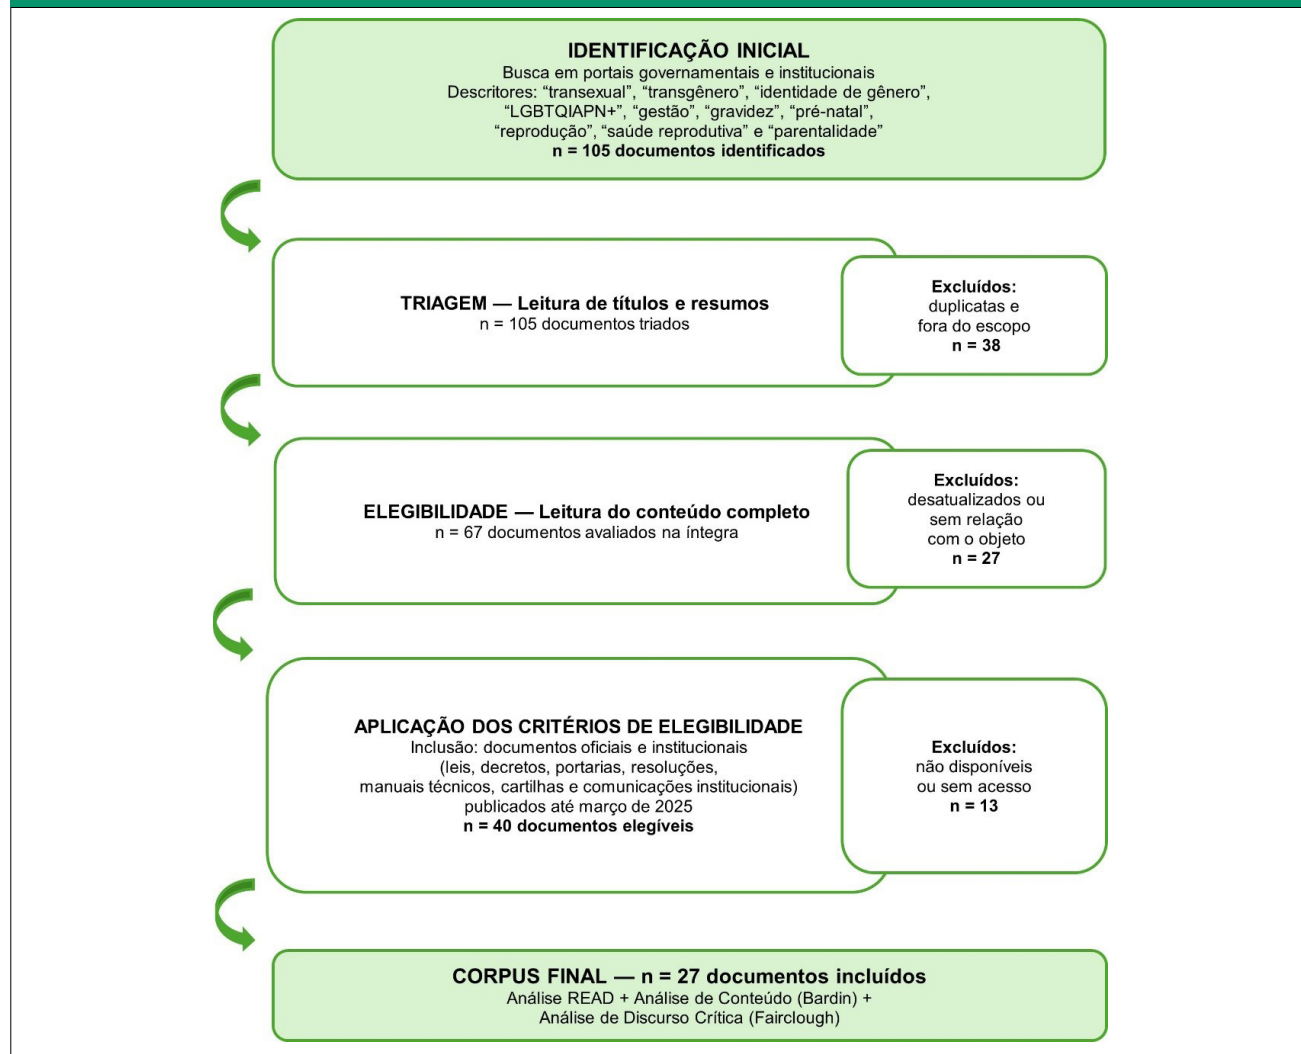 IDENTIFICAÇÃO INICIAL
Busca em portais governamentais e institucionais
Descritores: “transexual”, “transgênero”, “identidade de gênero”,
“LGBTQIAPN+”, “gestão”, “gravidez”, “pré-natal”,
“reprodução”, “saúde reprodutiva” e “parentalidade”
n = 105 documentos identificados
TRIAGEM — Leitura de títulos e resumos
n = 105 documentos triados
Excluídos:
duplicatas e
fora do escopo
n = 38
ELEGIBILIDADE — Leitura do conteúdo completo
n = 67 documentos avaliados na íntegra
Excluídos:
desatualizados ou
sem relação
com o objeto
n = 27
APLICAÇÃO DOS CRITÉRIOS DE ELEGIBILIDADE
Inclusão: documentos oficiais e institucionais
(leis, decretos, portarias, resoluções,
manuais técnicos, cartilhas e comunicações institucionais)
publicados até março de 2025
n = 40 documentos elegíveis
Excluídos:
não disponíveis
ou sem acesso
n = 13
CORPUS FINAL — n = 27 documentos incluídos
Análise READ + Análise de Conteúdo (Bardin) +
Análise de Discurso Crítica (Fairclough)